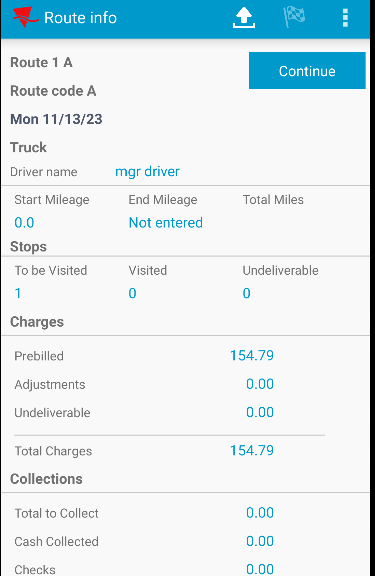 Route info
Route 1 A
Continue
Route code A
Mon 11/13/23
Truck
Driver name mgr driver
Start Mileage End Mileage Total Miles
0.0 Not entered
Stops
To be Visited Visited Undeliverable
1 0 0
Charges
Prebilled 154.79
Adjustments 0.00
Undeliverable 0.00
Total Charges 154.79
Collections
Total to Collect 0.00
Cash Collected 0.00
Checks 0.00